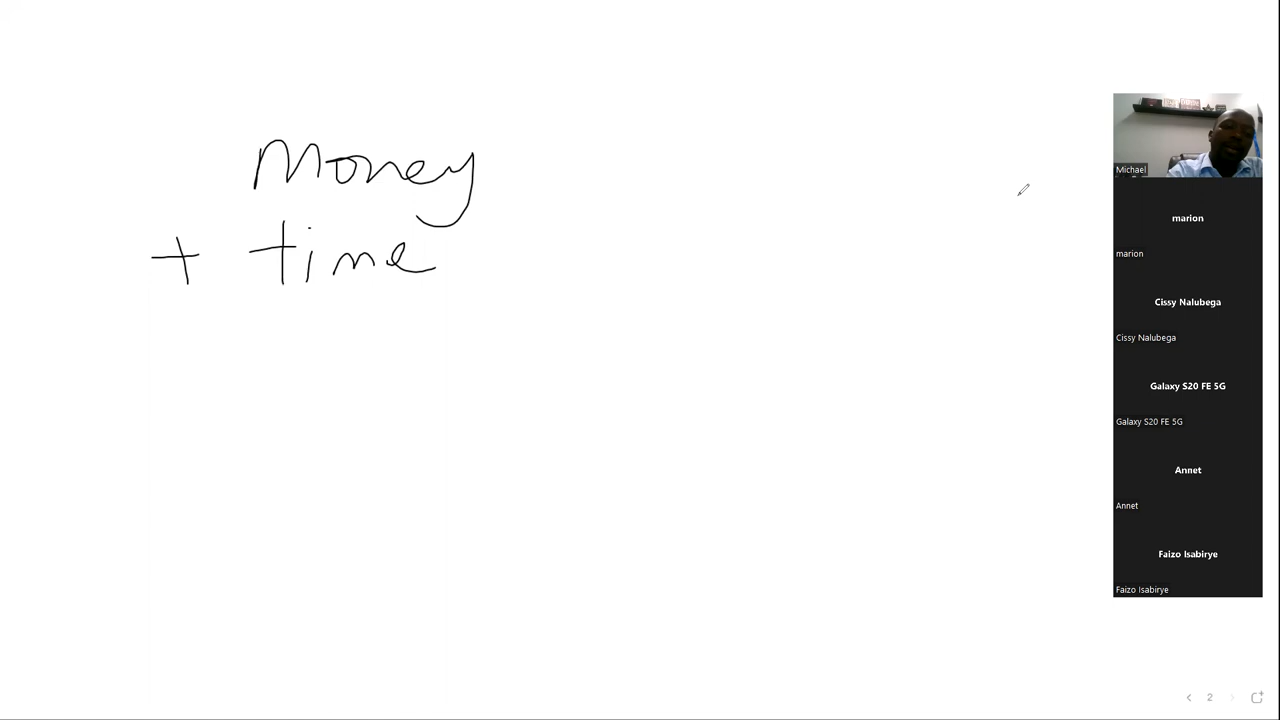 Money
+ time
Michael
marion
marion
Cissy Nalubega
Cissy Nalubega
Galaxy S20 FE 5G
Galaxy S20 FE 5G
Annet
Annet
Faizo Isabirye
Faizo Isabirye
2